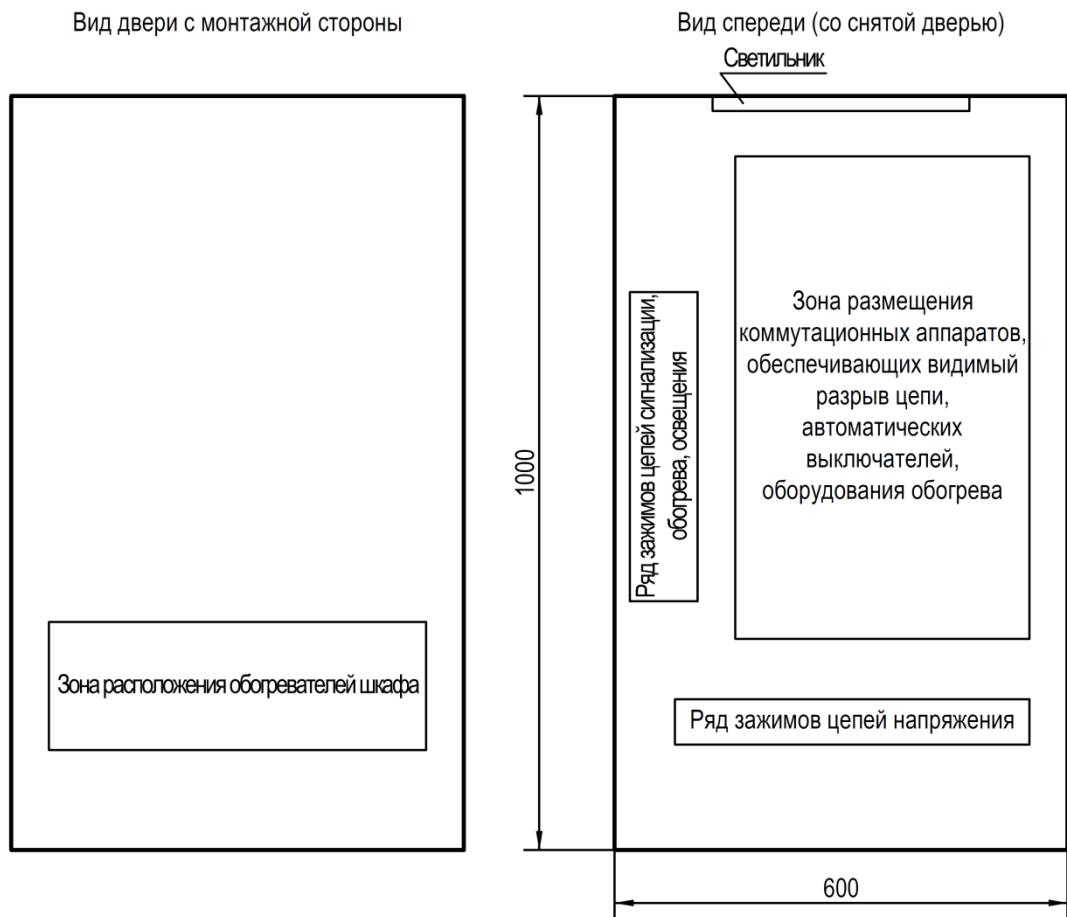 Вид двери с монтажной стороны
Зона расположения обогревателей шкафа
Вид спереди (со снятой дверью)
Светильник
1000
Ряд зажимов цепей сигнализации,
обогрева, освещения
Зона размещения
коммутационных аппаратов,
обеспечивающих видимый
разрыв цепи,
автоматических
выключателей,
оборудования обогрева
Ряд зажимов цепей напряжения
600